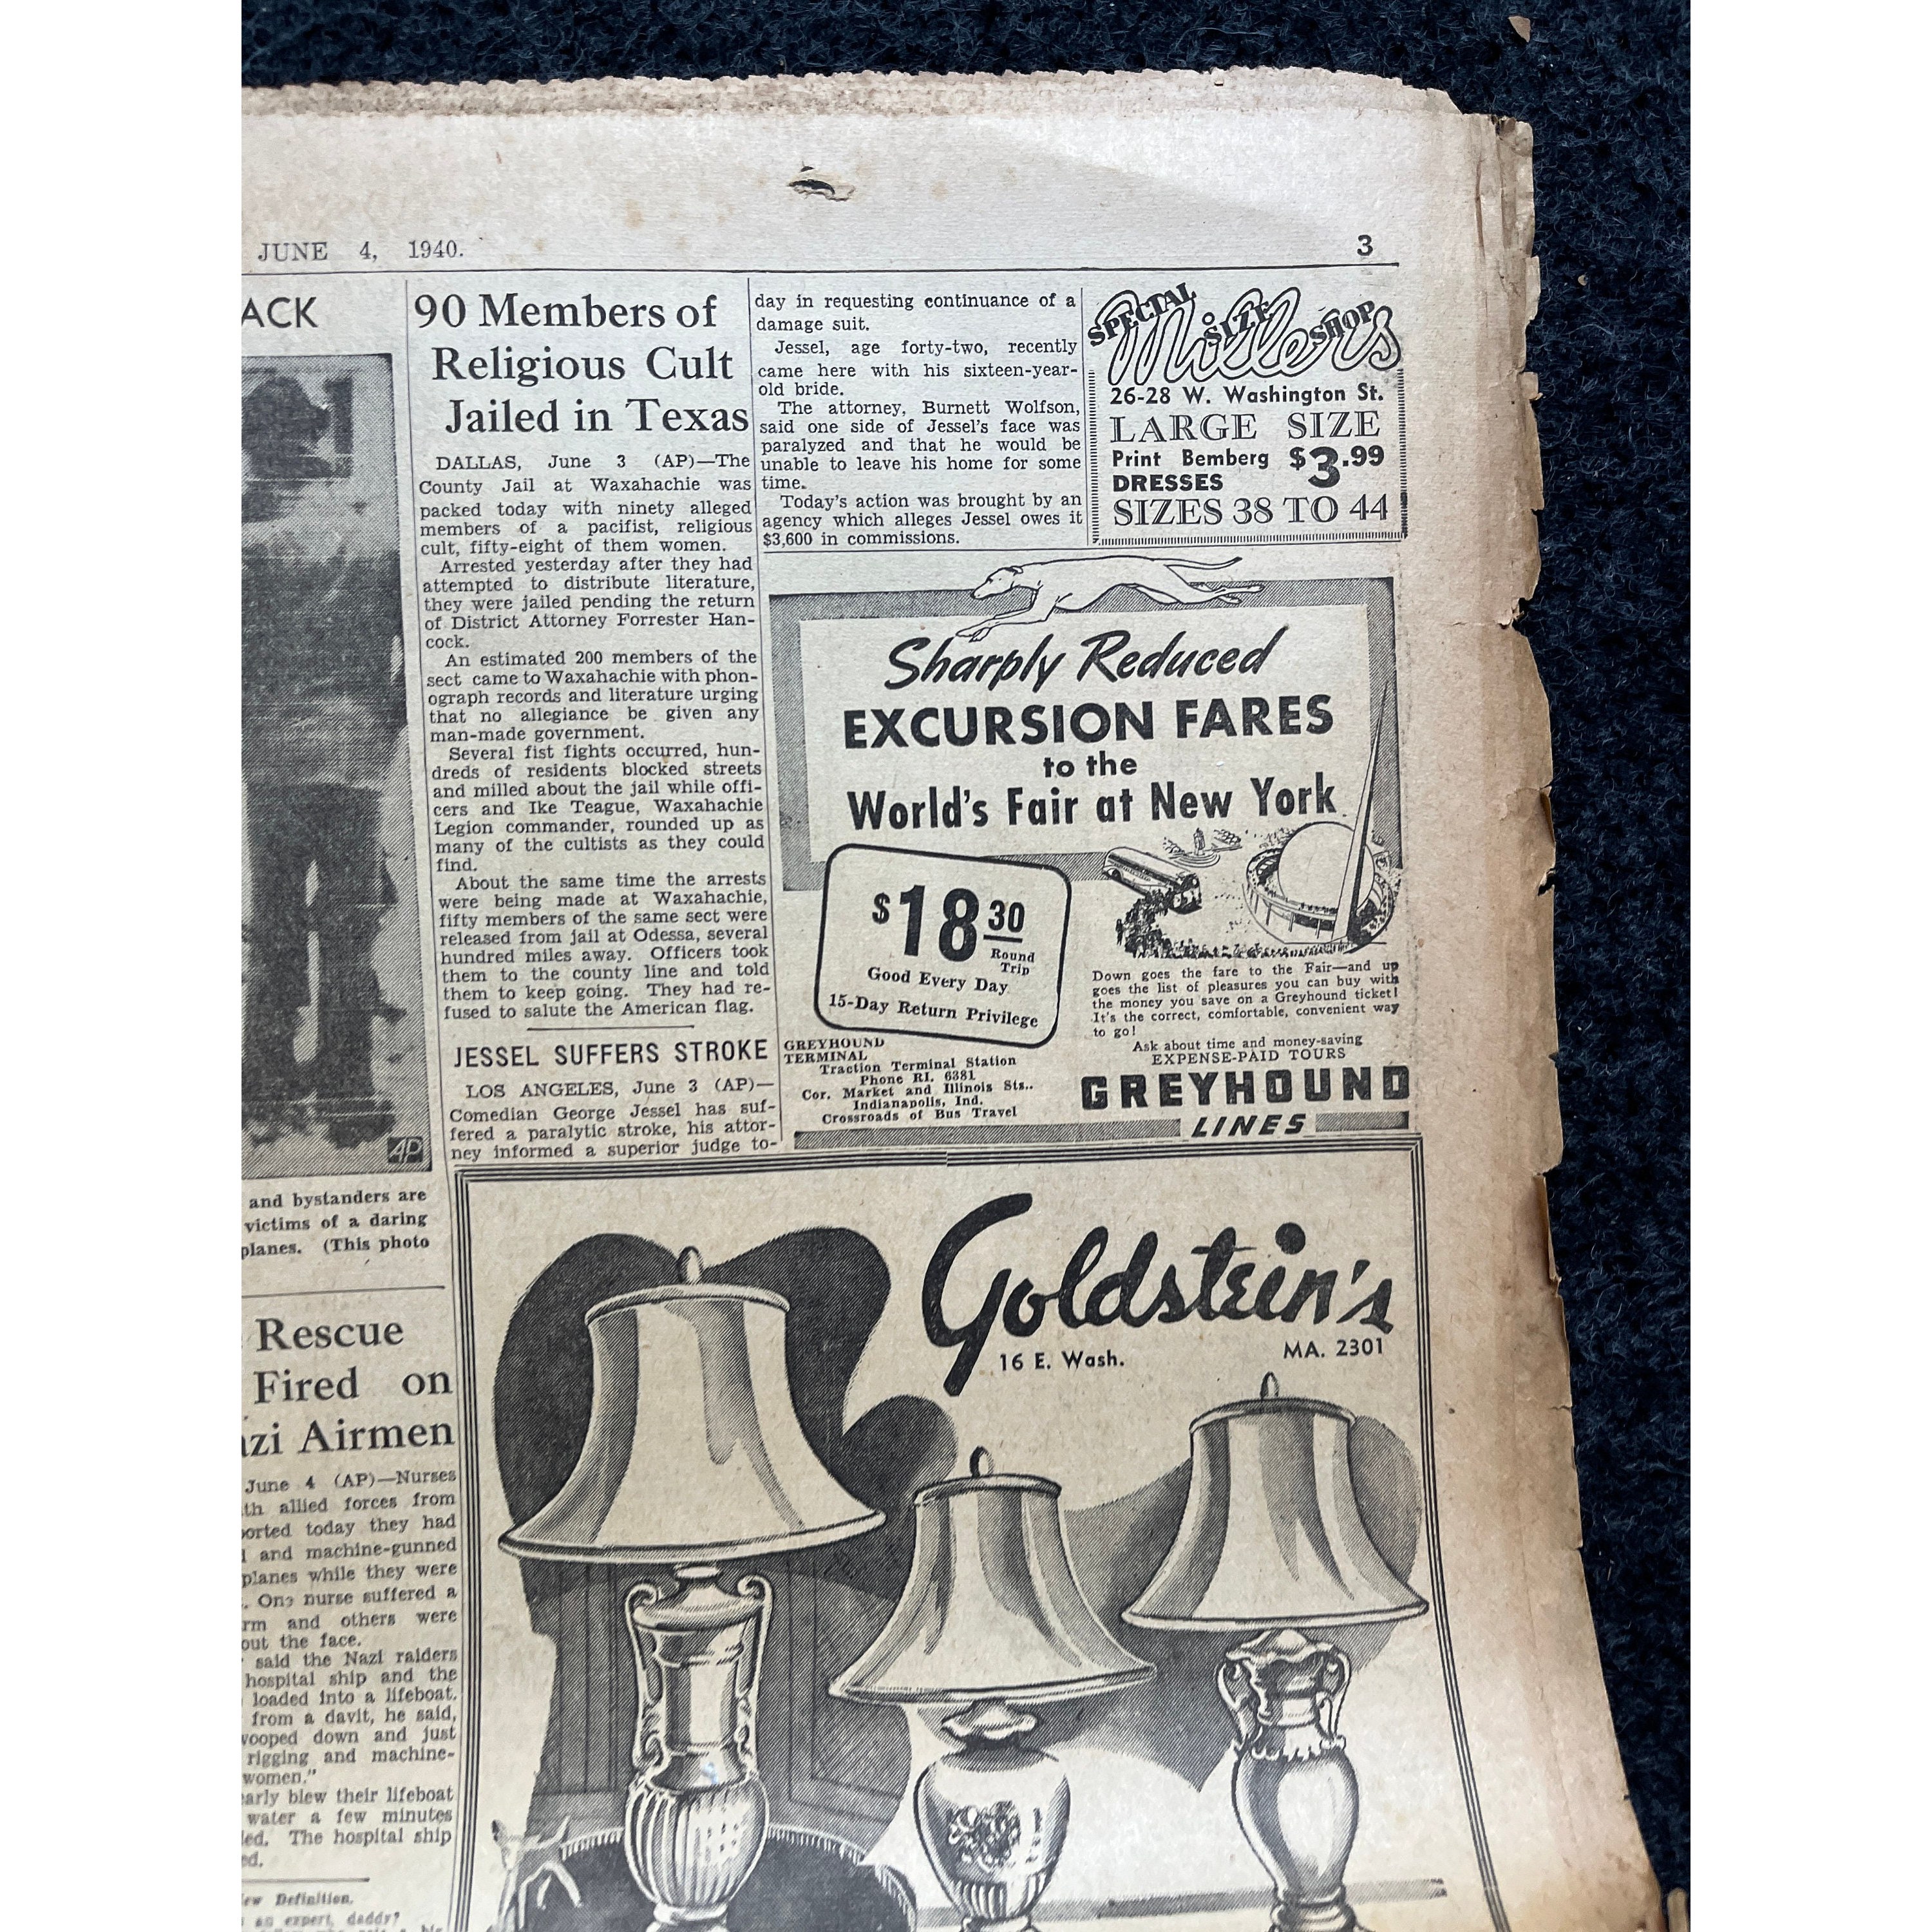 JUNE 4, 1940.
3
ACK
AP
and bystanders are
victims of a daring
planes. (This photo
Rescue
Fired on
azi Airmen
June 4 (AP)—Nurses
th allied forces from
orted today they had
and machine-gunned
planes while they were
. One nurse suffered a
rm and others were
out the face.
said the Nazi raiders
hospital ship and the
loaded into a lifeboat.
from a davit, he said,
wooped down and just
rigging and machine-
women."
early blew their lifeboat
water a few minutes
led. The hospital ship
ed.
ew Definition.
an expert, daddy?
90 Members of
Religious Cult
Jailed in Texas
DALLAS, June 3 (AP)—The
County Jail at Waxahachie was
packed today with ninety alleged
members of a pacifist, religious
cult, fifty-eight of them women.
Arrested yesterday after they had
attempted to distribute literature,
they were jailed pending the return
of District Attorney Forrester Han-
cock.
An estimated 200 members of the
sect came to Waxahachie with phon-
ograph records and literature urging
that no allegiance be given any
man-made government.
Several fist fights occurred, hun-
dreds of residents blocked streets
and milled about the jail while offi-
cers and Ike Teague, Waxahachie
Legion commander, rounded up as
many of the cultists as they could
find.
About the same time the arrests
were being made at Waxahachie,
fifty members of the same sect were
released from jail at Odessa, several
hundred miles away. Officers took
them to the county line and told
them to keep going. They had re-
fused to salute the American flag.
JESSEL SUFFERS STROKE
LOS ANGELES, June 3 (AP)—
Comedian George Jessel has suf-
fered a paralytic stroke, his attor-
ney informed a superior judge to-
day in requesting continuance of a
damage suit.
Jessel, age forty-two, recently
came here with his sixteen-year-
old bride.
The attorney, Burnett Wolfson,
said one side of Jessel's face was
paralyzed and that he would be
unable to leave his home for some
time.
Today's action was brought by an
agency which alleges Jessel owes it
$3,600 in commissions.
Miller's
SPECIAL SIZE SHOP
26-28 W. Washington St.
LARGE SIZE
Print Bemberg $3.99
DRESSES
SIZES 38 TO 44
Sharply Reduced
EXCURSION FARES
to the
World's Fair at New York
$18.30
Round
Trip
Good Every Day
15-Day Return Privilege
GREYHOUND
TERMINAL
Traction Terminal Station
Phone RI. 6381
Cor. Market and Illinois Sts..
Indianapolis, Ind.
Crossroads of Bus Travel
Down goes the fare to the Fair—and up
goes the list of pleasures you can buy with
the money you save on a Greyhound ticket!
It's the correct, comfortable, convenient way
to go!
Ask about time and money-saving
EXPENSE-PAID TOURS
GREYHOUND
LINES
Goldstein's
16 E. Wash.
MA. 2301